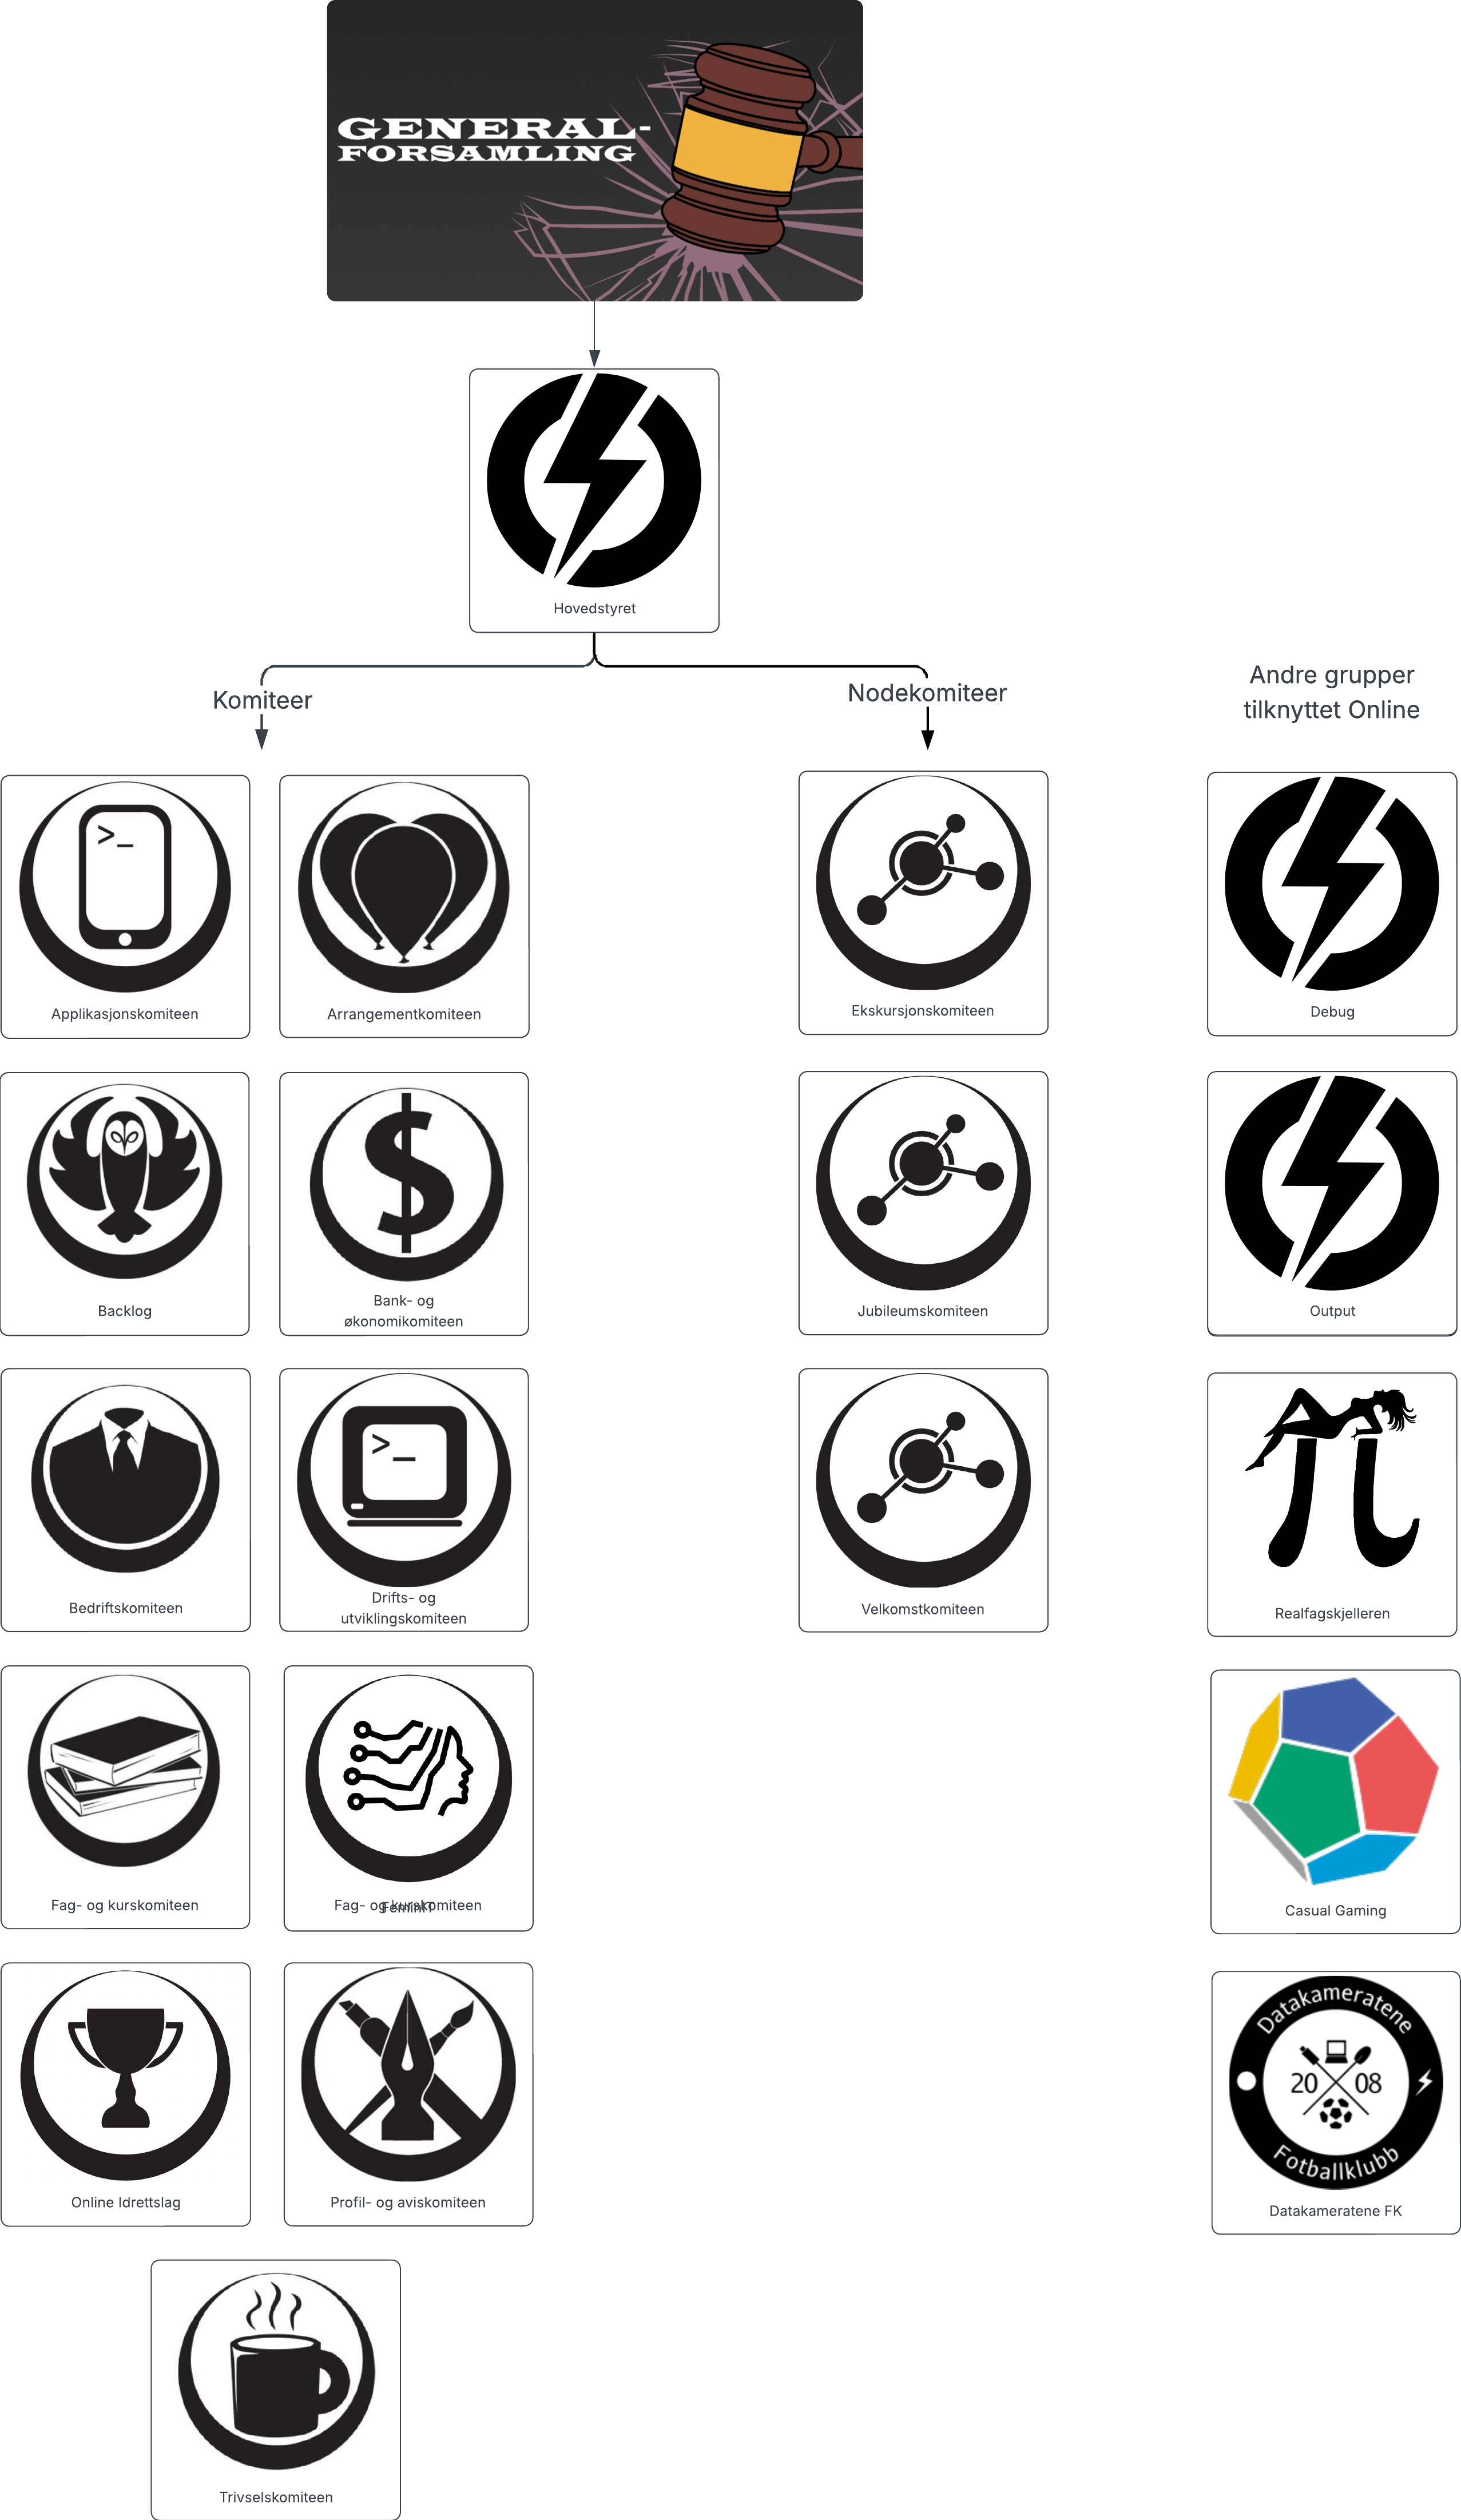 GENERAL-
FORSAMLING
Hovedstyret
Komiteer
Nodekomiteer
Andre grupper
tilknyttet Online
>_
Applikasjonskomiteen
Arrangementkomiteen
Ekskursjonskomiteen
Debug
Backlog
$
Bank- og
økonomikomiteen
Jubileumskomiteen
Output
Bedriftskomiteen
>_
Drifts- og
utviklingskomiteen
Velkomstkomiteen
Realfagskjelleren
Fag- og kurskomiteen
Fag- og kurskomiteen
FeminIT
Casual Gaming
Online Idrettslag
Profil- og aviskomiteen
Datakameratene
20 08
Fotballklubb
Datakameratene FK
Trivselskomiteen